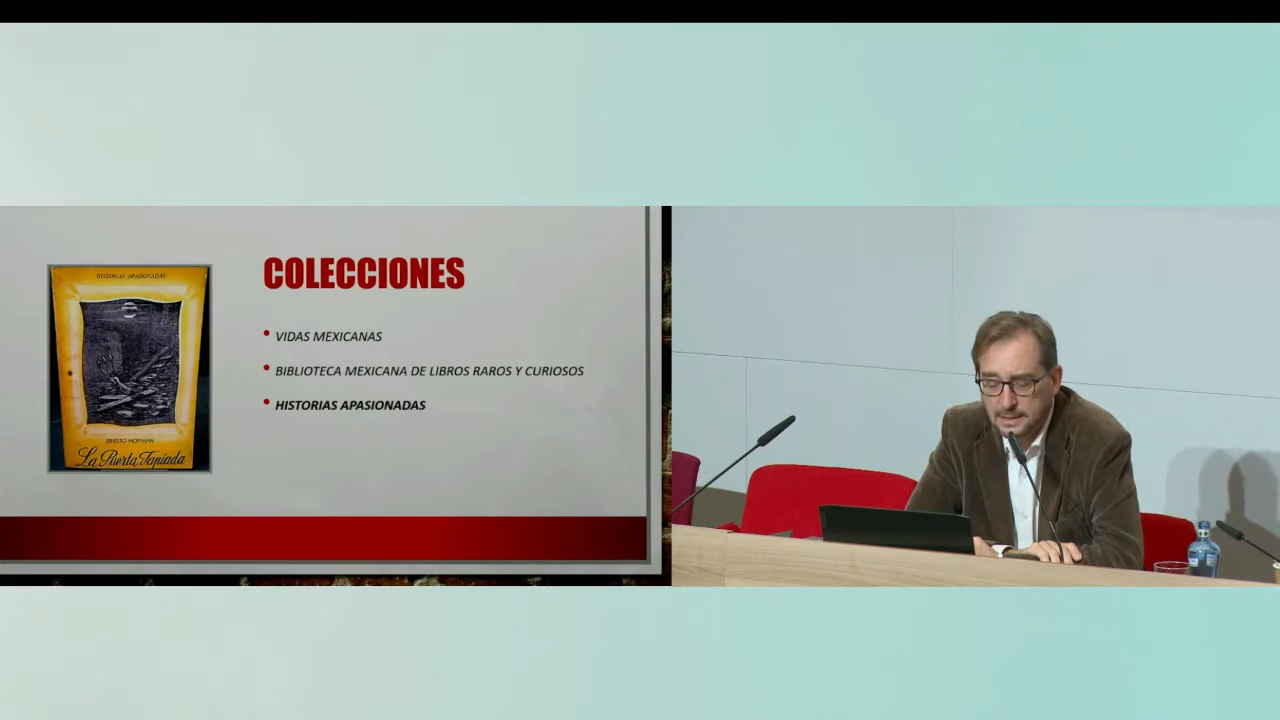 COLECCIONES
VIDAS MEXICANAS
BIBLIOTECA MEXICANA DE LIBROS RAROS Y CURIOSOS
HISTORIAS APASIONADAS
HISTORIAS APASIONADAS
ERNESTO HOFFMAN
La Puerta Tapiada